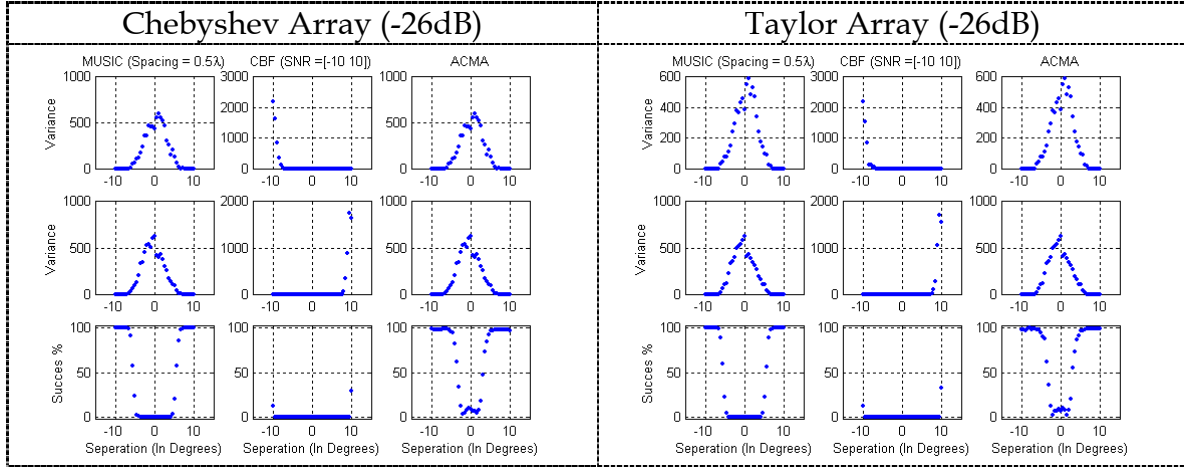 Chebyshev Array (-26dB)
Taylor Array (-26dB)
MUSIC (Spacing = 0.5λ)
CBF (SNR =[-10 10])
ACMA
MUSIC (Spacing = 0.5λ)
CBF (SNR =[-10 10])
ACMA
Variance
1000
500
0
-10 0 10
3000
2000
1000
0
-10 0 10
1000
500
0
-10 0 10
Variance
600
400
200
0
-10 0 10
3000
2000
1000
0
-10 0 10
600
400
200
0
-10 0 10
Variance
1000
500
0
-10 0 10
2000
1000
0
-10 0 10
1000
500
0
-10 0 10
Variance
1000
500
0
-10 0 10
2000
1000
0
-10 0 10
1000
500
0
-10 0 10
Succes %
100
50
0
-10 0 10
Seperation (In Degrees)
100
50
0
-10 0 10
Seperation (In Degrees)
100
50
0
-10 0 10
Seperation (In Degrees)
Succes %
100
50
0
-10 0 10
Seperation (In Degrees)
100
50
0
-10 0 10
Seperation (In Degrees)
100
50
0
-10 0 10
Seperation (In Degrees)